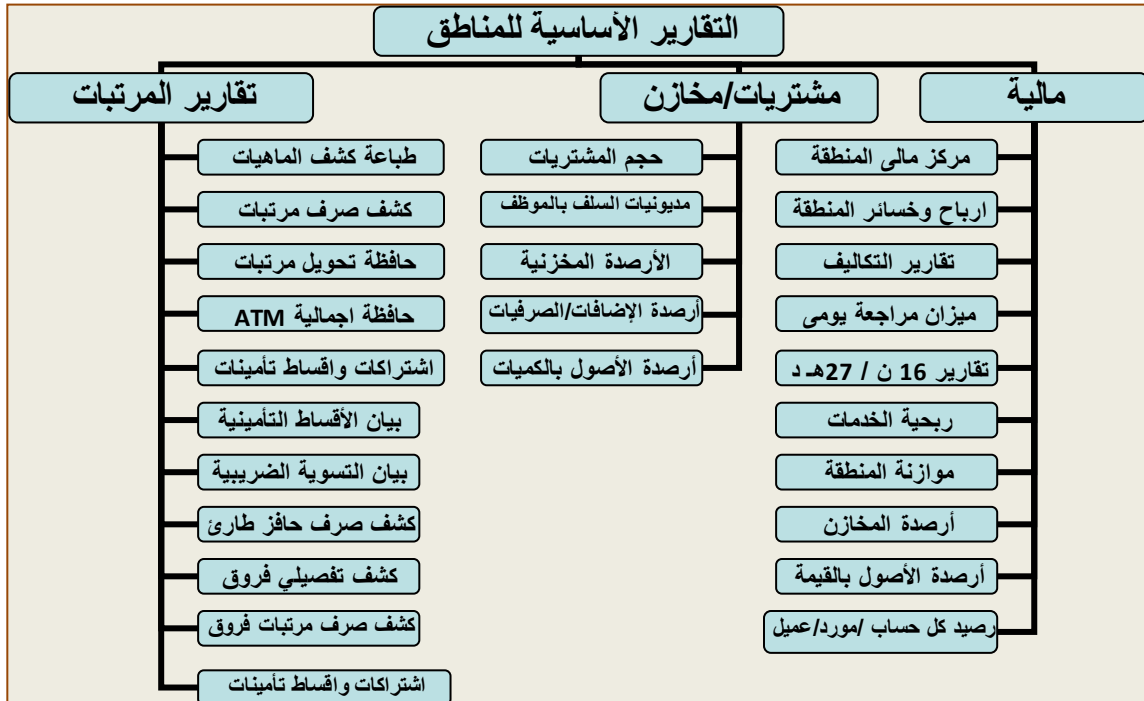 التقارير الأساسية للمناطق
مالية
مشتريات/مخازن
تقارير المرتبات
مركز مالى المنطقة
ارباح وخسائر المنطقة
تقارير التكاليف
ميزان مراجعة يومى
تقارير 16 ن / 27هـ د
ربحية الخدمات
موازنة المنطقة
أرصدة المخازن
أرصدة الأصول بالقيمة
رصيد كل حساب /مورد/عميل
حجم المشتريات
مديونيات السلف بالموظف
الأرصدة المخزنية
أرصدة الإضافات/الصرفيات
أرصدة الأصول بالكميات
طباعة كشف الماهيات
كشف صرف مرتبات
حافظة تحويل مرتبات
حافظة اجمالية ATM
اشتراكات واقساط تأمينات
بيان الأقساط التأمينية
بيان التسوية الضريبية
كشف صرف حافز طارئ
كشف تفصيلي فروق
كشف صرف مرتبات فروق
اشتراكات واقساط تأمينات